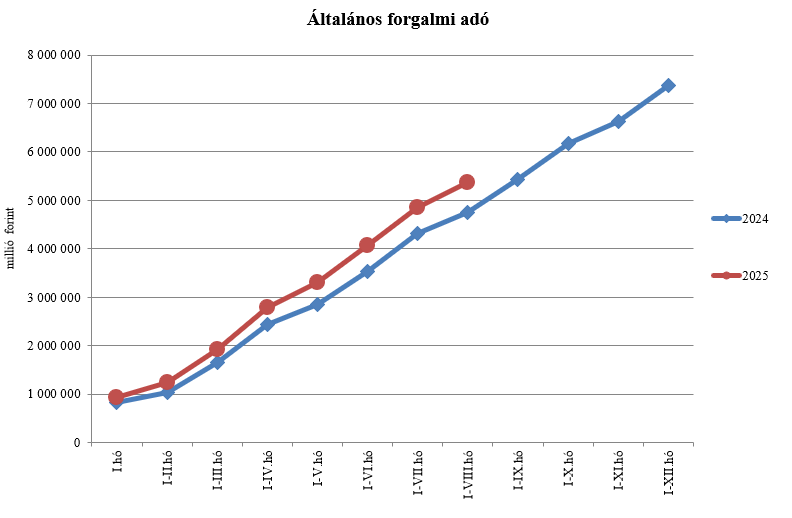 Általános forgalmi adó
8 000 000
7 000 000
6 000 000
5 000 000
4 000 000
3 000 000
2 000 000
1 000 000
0
millió forint
I.hó
I-II.hó
I-III.hó
I-IV.hó
I-V.hó
I-VI.hó
I-VII.hó
I-VIII.hó
I-IX.hó
I-X.hó
I-XI.hó
I-XII.hó
2024
2025